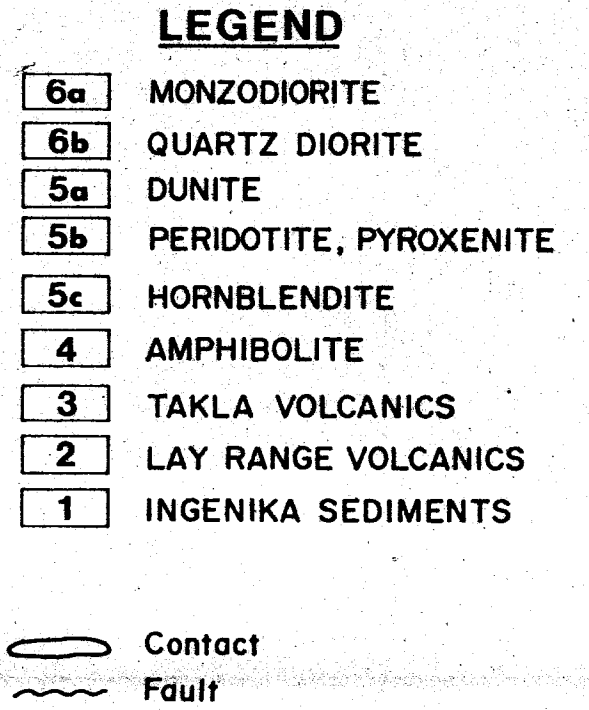 LEGEND
6a MONZODIORITE
6b QUARTZ DIORITE
5a DUNITE
5b PERIDOTITE, PYROXENITE
5c HORNBLENDITE
4 AMPHIBOLITE
3 TAKLA VOLCANICS
2 LAY RANGE VOLCANICS
1 INGENIKA SEDIMENTS
Contact
Fault